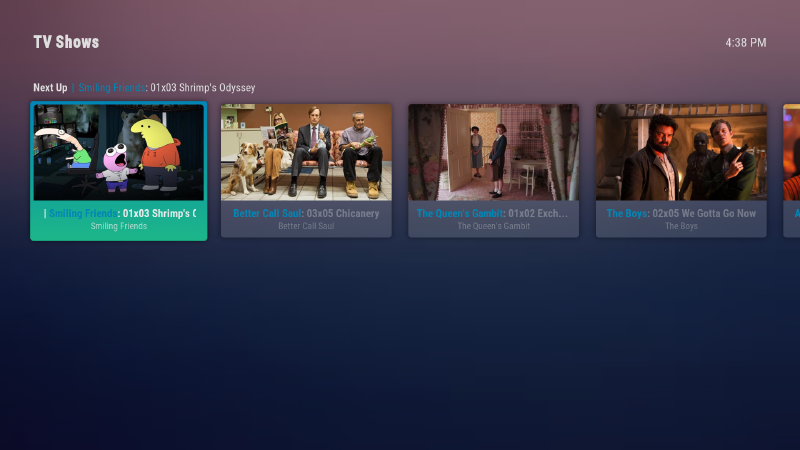 TV Shows
4:38 PM
Next Up | Smiling Friends: 01x03 Shrimp's Odyssey
| Smiling Friends: 01x03 Shrimp's O
Smiling Friends
Better Call Saul: 03x05 Chicanery
Better Call Saul
The Queen's Gambit: 01x02 Exch...
The Queen's Gambit
The Boys: 02x05 We Gotta Go Now
The Boys
A